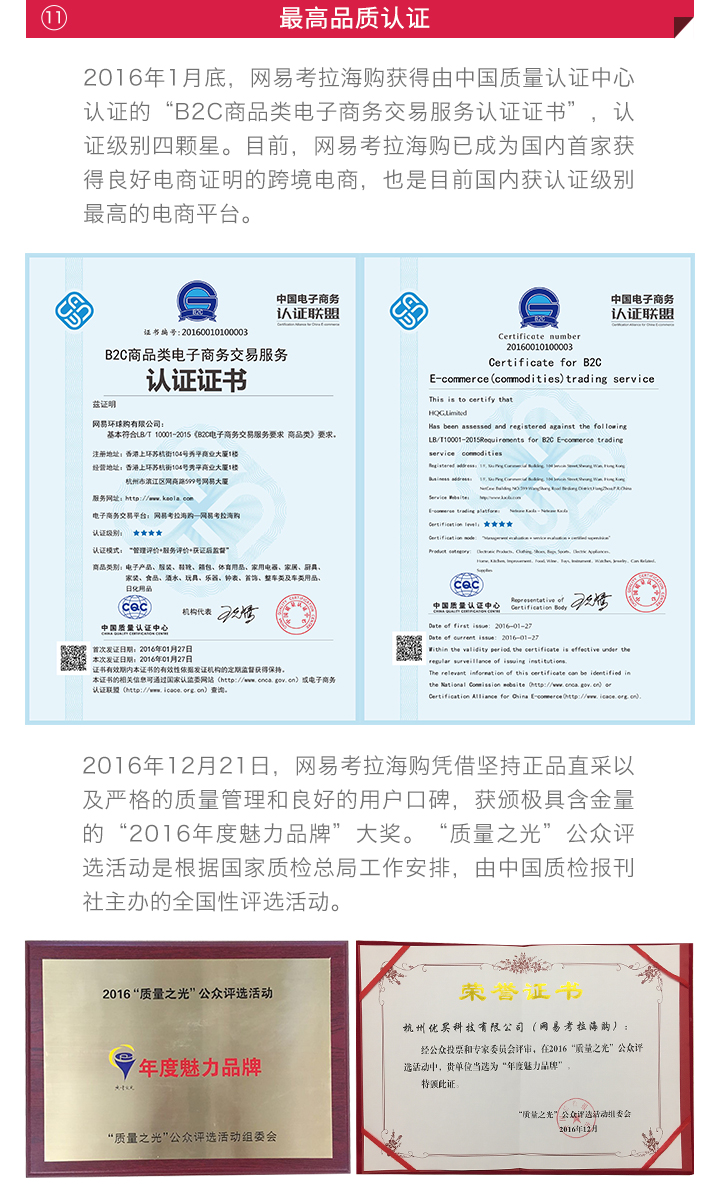 11
最高品质认证
2016年1月底，网易考拉海购获得由中国质量认证中心
认证的“B2C商品类电子商务交易服务认证证书”，认
证级别四颗星。目前，网易考拉海购已成为国内首家获
得良好电商证明的跨境电商，也是目前国内获认证级别
最高的电商平台。
B2C
中国电子商务
认证联盟
Certification Alliance for China E-commerce
证书编号:20160010100003
B2C商品类电子商务交易服务
认证证书
兹证明
网易环球购有限公司：
基本符合LB/T 10001-2015《B2C电子商务交易服务要求 商品类》要求。
注册地址：香港上环苏杭街104号秀平商业大厦1楼
经营地址：香港上环苏杭街104号秀平商业大厦1楼
杭州市滨江区网商路599号网易大厦
服务网址：http://www.kaola.com
电子商务交易平台：网易考拉海购—网易考拉海购
认证级别：★★★★
认证模式：“管理评价+服务评价+获证后监督”
商品类别：电子产品、服装、鞋靴、箱包、体育用品、家用电器、家居、厨具、
家装、食品、酒水、玩具、乐器、钟表、首饰、整车类及车类用品、
日化用品
CQC
中国质量认证中心
CHINA QUALITY CERTIFICATION CENTRE
机构代表
首次发证日期：2016年01月27日
本次发证日期：2016年01月27日
证书有效期内本证书的有效性依据发证机构的定期监督获得保持。
本证书的相关信息可通过国家认监委网站（http://www.cnca.gov.cn）或电子商务
认证联盟（http://www.icace.org.cn）查询。
B2C
中国电子商务
认证联盟
Certification Alliance for China E-commerce
Certificate number
20160010100003
Certificate for B2C
E-commerce(commodities)trading service
This is to certify that
HQG,Limited
Has been assessed and registered against the following
LB/T10001-2015Requirements for B2C E-commerce trading
service commodities
Registered address: 1/F, Xiu Ping Commercial Building, 104 Jervois Street,Sheung Wan, Hong Kong
Business address: 1/F, Xiu Ping Commercial Building, 104 Jervois Street,Sheung Wan, Hong Kong
NetEase Building NO.599 WangShang Road Binjiang District,HangZhou,P.R.China
Service Website: http://www.kaola.com
E-commerce trading platform: Netease Kaola – Netease Kaola
Certification level: ★★★★
Certification mode: "Management evaluation + service evaluation + certified supervision"
Product category: Electronic Products、Clothing、Shoes、Bags、Sports、Electric Appliances、
Home、Kitchen、Improvement、Food、Wine、Toys、Instrument、Watches、Jewelry、Cars Related、
Supplies
CQC
中国质量认证中心
CHINA QUALITY CERTIFICATION CENTRE
Representative of
Certification Body
Date of first issue: 2016-01-27
Date of current issue: 2016-01-27
Within the validity period,the certificate is effective under the
regular surveillance of issuing institutions.
The relevant information of this certificate can be identified in
the National Commission website (http://www.cnca.gov.cn) or
Certification Alliance for China E-commerce(http://www.icace.org.cn).
2016年12月21日，网易考拉海购凭借坚持正品直采以
及严格的质量管理和良好的用户口碑，获颁极具含金量
的“2016年度魅力品牌”大奖。“质量之光”公众评
选活动是根据国家质检总局工作安排，由中国质检报刊
社主办的全国性评选活动。
2016“质量之光”公众评选活动
年度魅力品牌
质量之光
“质量之光”公众评选活动组委会
荣誉证书
杭州优买科技有限公司（网易考拉海购）：
经公众投票和专家委员会评审，在2016“质量之光”公众评
选活动中，贵单位当选为“年度魅力品牌”。
特颁此证。
“质量之光”公众评选活动组委会
2016年12月